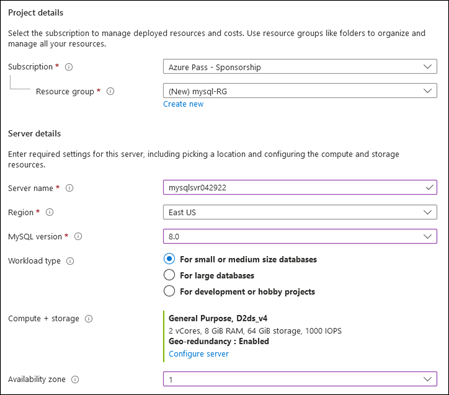 Project details
Select the subscription to manage deployed resources and costs. Use resource groups like folders to organize and
manage all your resources.
Subscription *
Azure Pass - Sponsorship
Resource group *
(New) mysql-RG
Create new
Server details
Enter required settings for this server, including picking a location and configuring the compute and storage
resources.
Server name *
mysqlsvr042922
Region *
East US
MySQL version *
8.0
Workload type
For small or medium size databases
For large databases
For development or hobby projects
Compute + storage
General Purpose, D2ds_v4
2 vCores, 8 GiB RAM, 64 GiB storage, 1000 IOPS
Geo-redundancy : Enabled
Configure server
Availability zone
1